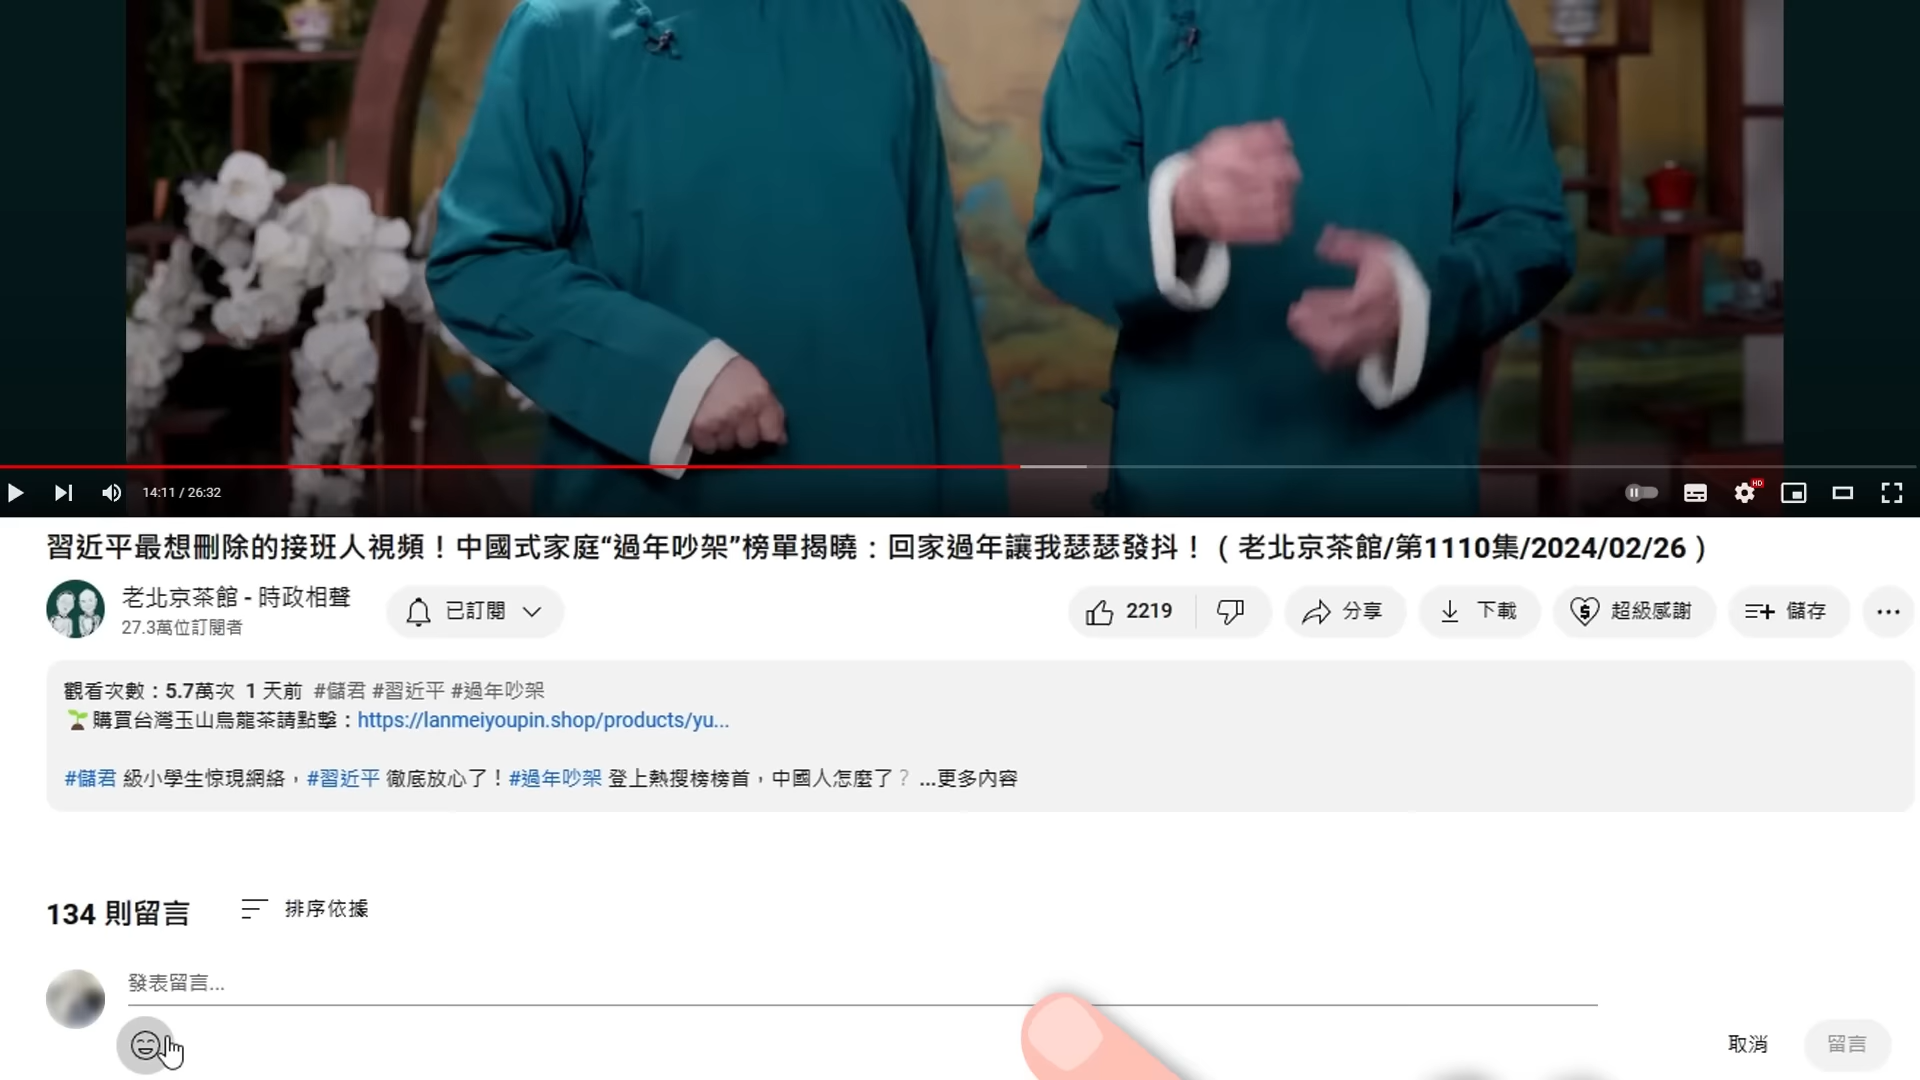 14:11 / 26:32
HD
習近平最想刪除的接班人視頻！中國式家庭“過年吵架”榜單揭曉：回家過年讓我瑟瑟發抖！（老北京茶館/第1110集/2024/02/26）
老北京茶館 - 時政相聲
27.3萬位訂閱者
已訂閱
2219
分享
下載
超級感謝
儲存
觀看次數：5.7萬次 1 天前 #儲君 #習近平 #過年吵架
購買台灣玉山烏龍茶請點擊：https://lanmeiyoupin.shop/products/yu...
#儲君 級小學生惊現網絡，#習近平 徹底放心了！#過年吵架 登上熱搜榜榜首，中國人怎麼了？ ...更多內容
134 則留言
排序依據
發表留言...
取消
留言